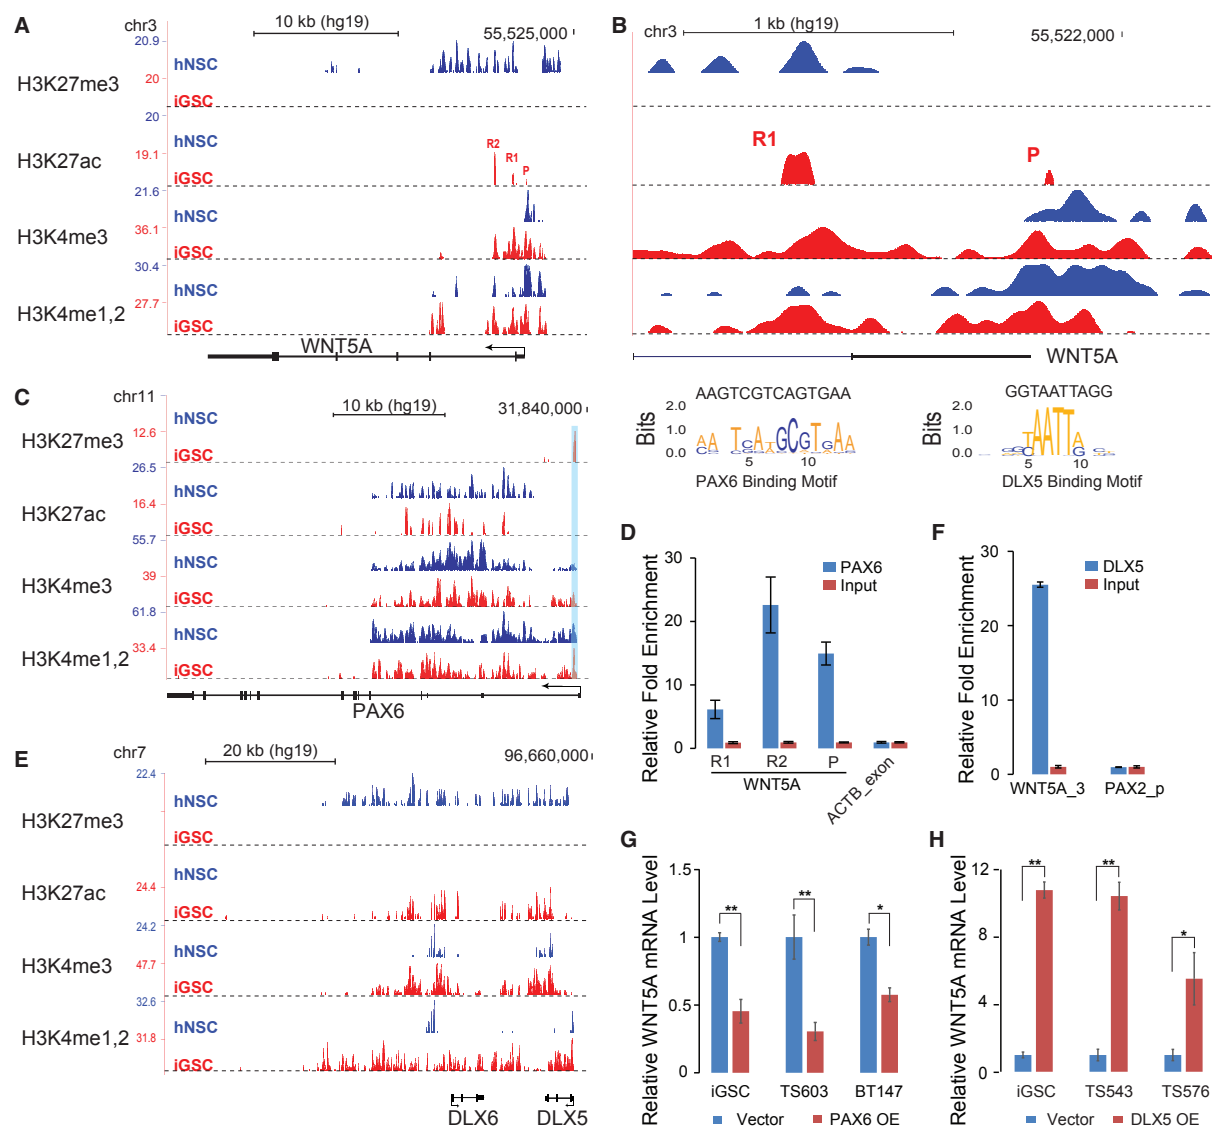 A
chr3
10 kb (hg19)
55,525,000
20.9
hNSC
H3K27me3
20
iGSC
20
hNSC
H3K27ac
19.1
iGSC
R2
R1
P
21.6
hNSC
H3K4me3
36.1
iGSC
30.4
hNSC
27.7
H3K4me1,2
iGSC
WNT5A
B
chr3
1 kb (hg19)
55,522,000
R1
P
WNT5A
AAGTCGTCAGTGAA
Bits
2.0
1.0
0.0
5
10
PAX6 Binding Motif
GGTAATTAGG
Bits
2.0
1.0
0.0
5
10
DLX5 Binding Motif
C
chr11
10 kb (hg19)
31,840,000
hNSC
H3K27me3
12.6
iGSC
26.5
hNSC
H3K27ac
16.4
iGSC
55.7
hNSC
H3K4me3
39
iGSC
61.8
hNSC
H3K4me1,2
33.4
iGSC
PAX6
D
Relative Fold Enrichment
30
20
10
0
PAX6
Input
R1
R2
P
WNT5A
ACTB_exon
F
Relative Fold Enrichment
30
20
10
0
DLX5
Input
WNT5A_3
PAX2_p
E
chr7
20 kb (hg19)
96,660,000
22.4
hNSC
H3K27me3
iGSC
hNSC
H3K27ac
24.4
iGSC
24.2
hNSC
H3K4me3
47.7
iGSC
32.6
hNSC
H3K4me1,2
31.8
iGSC
DLX6
DLX5
G
Relative WNT5A mRNA Level
1.5
1
0.5
0
**
**
*
iGSC
TS603
BT147
Vector
PAX6 OE
H
Relative WNT5A mRNA Level
12
8
4
0
**
**
*
iGSC
TS543
TS576
Vector
DLX5 OE